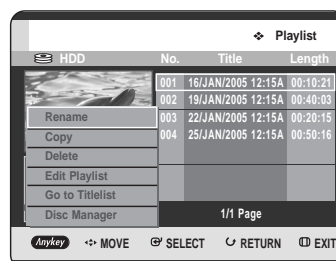 ❖ Playlist
HDD No. Title Length
001 16/JAN/2005 12:15A 00:10:21
002 19/JAN/2005 12:15A 00:40:03
003 22/JAN/2005 12:15A 00:20:15
004 25/JAN/2005 12:15A 00:50:16
Rename
Copy
Delete
Edit Playlist
Go to Titlelist
Disc Manager
1/1 Page
Anykey MOVE SELECT RETURN EXIT